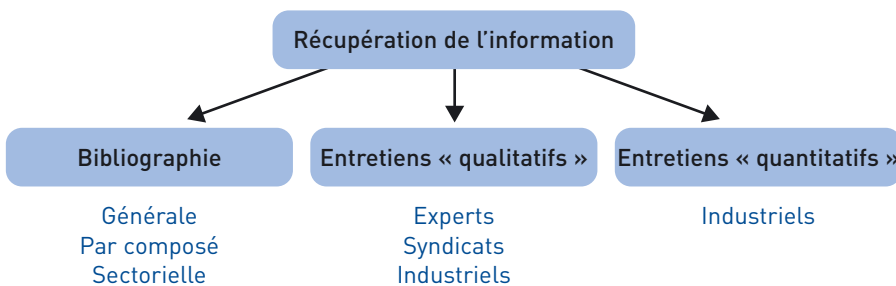 Récupération de l’information
Bibliographie
Générale
Par composé
Sectorielle
Entretiens « qualitatifs »
Experts
Syndicats
Industriels
Entretiens « quantitatifs »
Industriels